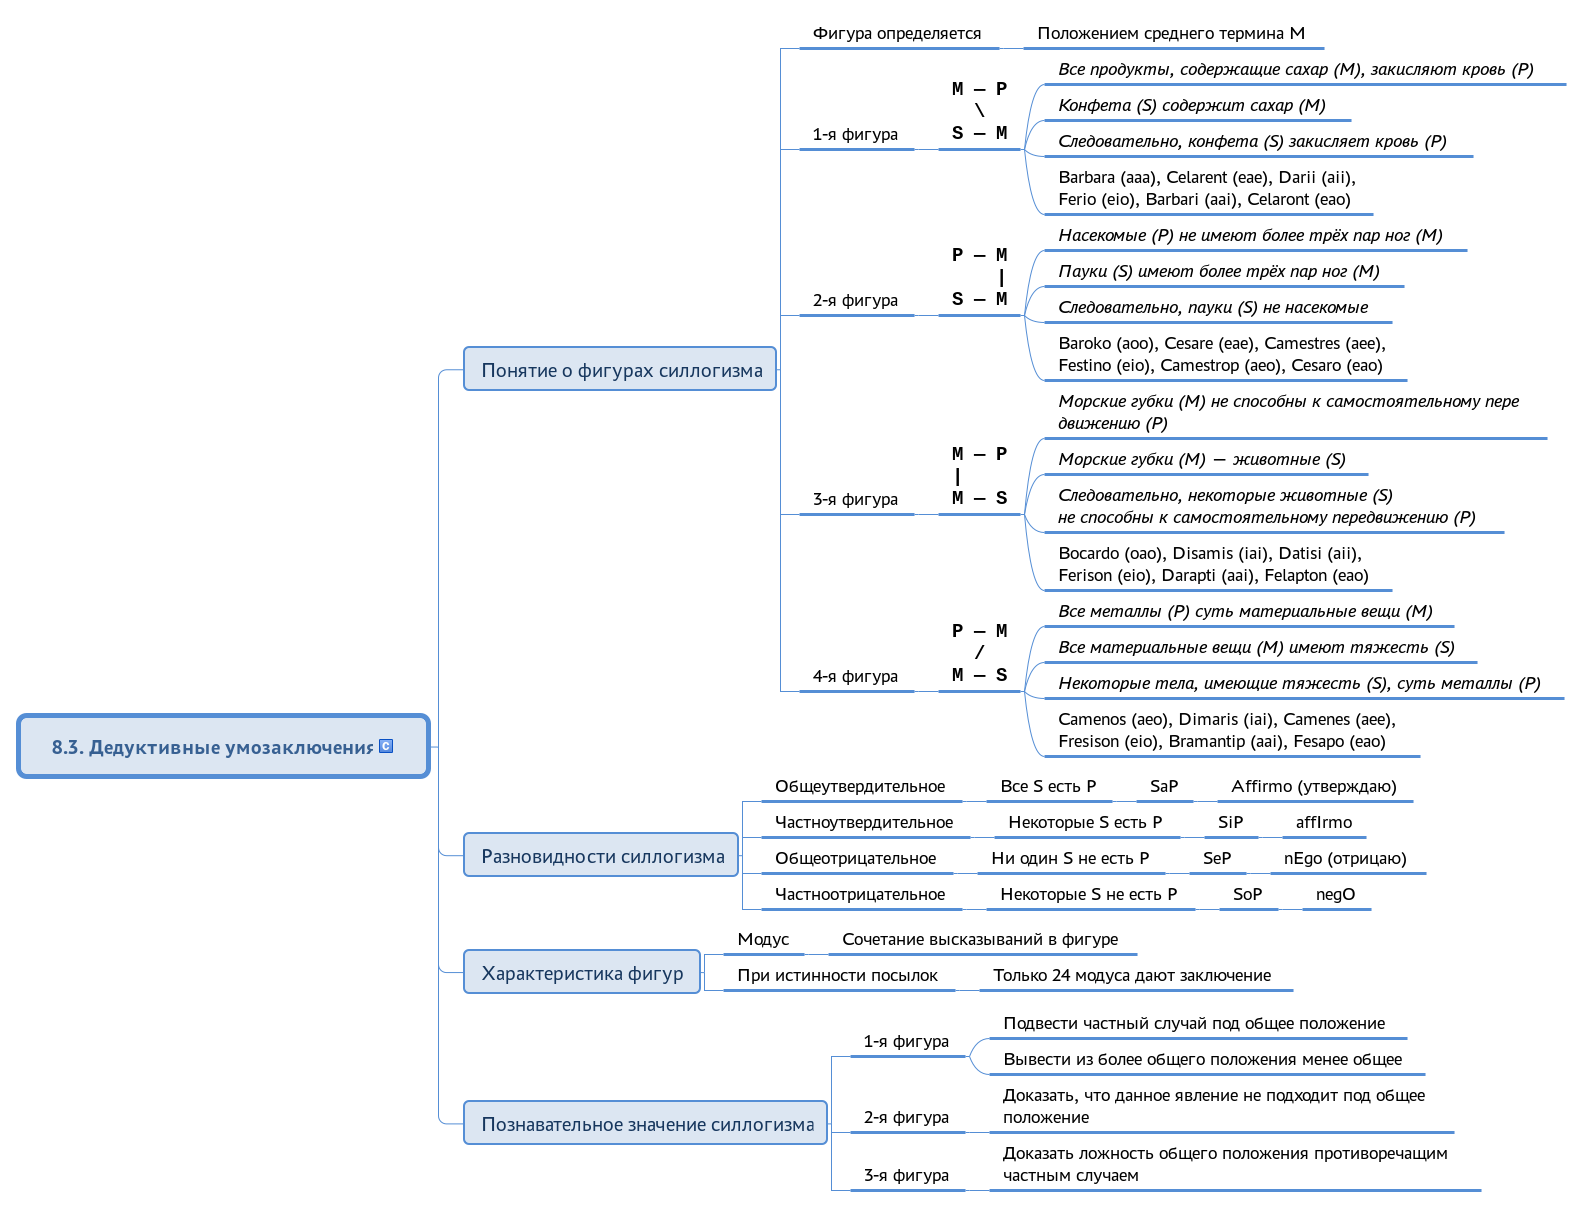 8.3. Дедуктивные умозаключения
Понятие о фигурах силлогизма
Фигура определяется
Положением среднего термина M
1-я фигура
M — P
\
S — M
Все продукты, содержащие сахар (M), закисляют кровь (P)
Конфета (S) содержит сахар (M)
Следовательно, конфета (S) закисляет кровь (P)
Barbara (aaa), Celarent (eae), Darii (aii),
Ferio (eio), Barbari (aai), Celaront (eao)
2-я фигура
P — M
|
S — M
Насекомые (P) не имеют более трёх пар ног (M)
Пауки (S) имеют более трёх пар ног (M)
Следовательно, пауки (S) не насекомые
Baroko (aoo), Cesare (eae), Camestres (aee),
Festino (eio), Camestrop (aeo), Cesaro (eao)
3-я фигура
M — P
|
M — S
Морские губки (M) не способны к самостоятельному пере
движению (P)
Морские губки (M) — животные (S)
Следовательно, некоторые животные (S)
не способны к самостоятельному передвижению (P)
Bocardo (oao), Disamis (iai), Datisi (aii),
Ferison (eio), Darapti (aai), Felapton (eao)
4-я фигура
P — M
/
M — S
Все металлы (P) суть материальные вещи (M)
Все материальные вещи (M) имеют тяжесть (S)
Некоторые тела, имеющие тяжесть (S), суть металлы (P)
Camenos (aeo), Dimaris (iai), Camenes (aee),
Fresison (eio), Bramantip (aai), Fesapo (eao)
Разновидности силлогизма
Общеутвердительное
Все S есть P
SaP
Affirmo (утверждаю)
Частноутвердительное
Некоторые S есть P
SiP
affIrmo
Общеотрицательное
Ни один S не есть P
SeP
nEgo (отрицаю)
Частноотрицательное
Некоторые S не есть P
SoP
negO
Характеристика фигур
Модус
Сочетание высказываний в фигуре
При истинности посылок
Только 24 модуса дают заключение
Познавательное значение силлогизма
1-я фигура
Подвести частный случай под общее положение
Вывести из более общего положения менее общее
2-я фигура
Доказать, что данное явление не подходит под общее
положение
3-я фигура
Доказать ложность общего положения противоречащим
частным случаем